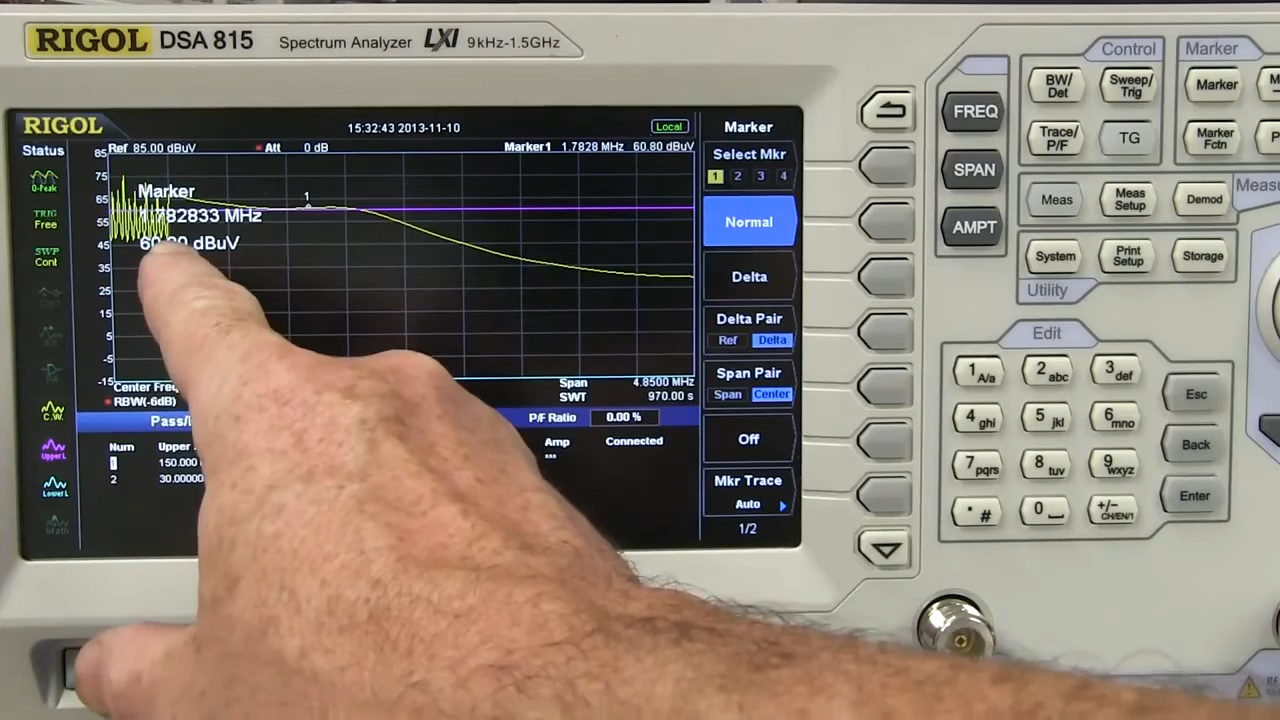 RIGOL DSA 815 Spectrum Analyzer LXI 9kHz-1.5GHz
RIGOL 15:32:43 2013-11-10 Local
Status
Ref 85.00 dBuV Att 0 dB Marker1 1.7828 MHz 60.80 dBuV
85
75
65
55
45
35
25
15
5
-5
-15
Marker
1.782833 MHz
dBuV
1
Q-Peak
TRIG
Free
SWP
Cont
C.W.
UpperL
LowerL
Math
Center Freq
RBW(-6dB)
Span 4.8500 MHz
SWT 970.00 s
P/F Ratio 0.00 %
Num Upper Amp Connected
1 150.000 ---
2 30.0000
Marker
Select Mkr
1 2 3 4
Normal
Delta
Delta Pair
Ref Delta
Span Pair
Span Center
Off
Mkr Trace
Auto
1/2
FREQ
SPAN
AMPT
Control
BW/
Det
Sweep/
Trig
Trace/
P/F
TG
Marker
Marker
Marker
Fctn
Meas
Meas
Setup
Demod
System
Print
Setup
Storage
Utility
Edit
1 A/a
2 abc
3 def
4 ghi
5 jkl
6 mno
7 pqrs
8 tuv
9 wxyz
. #
0
+/- CH/EN/1
Esc
Back
Enter